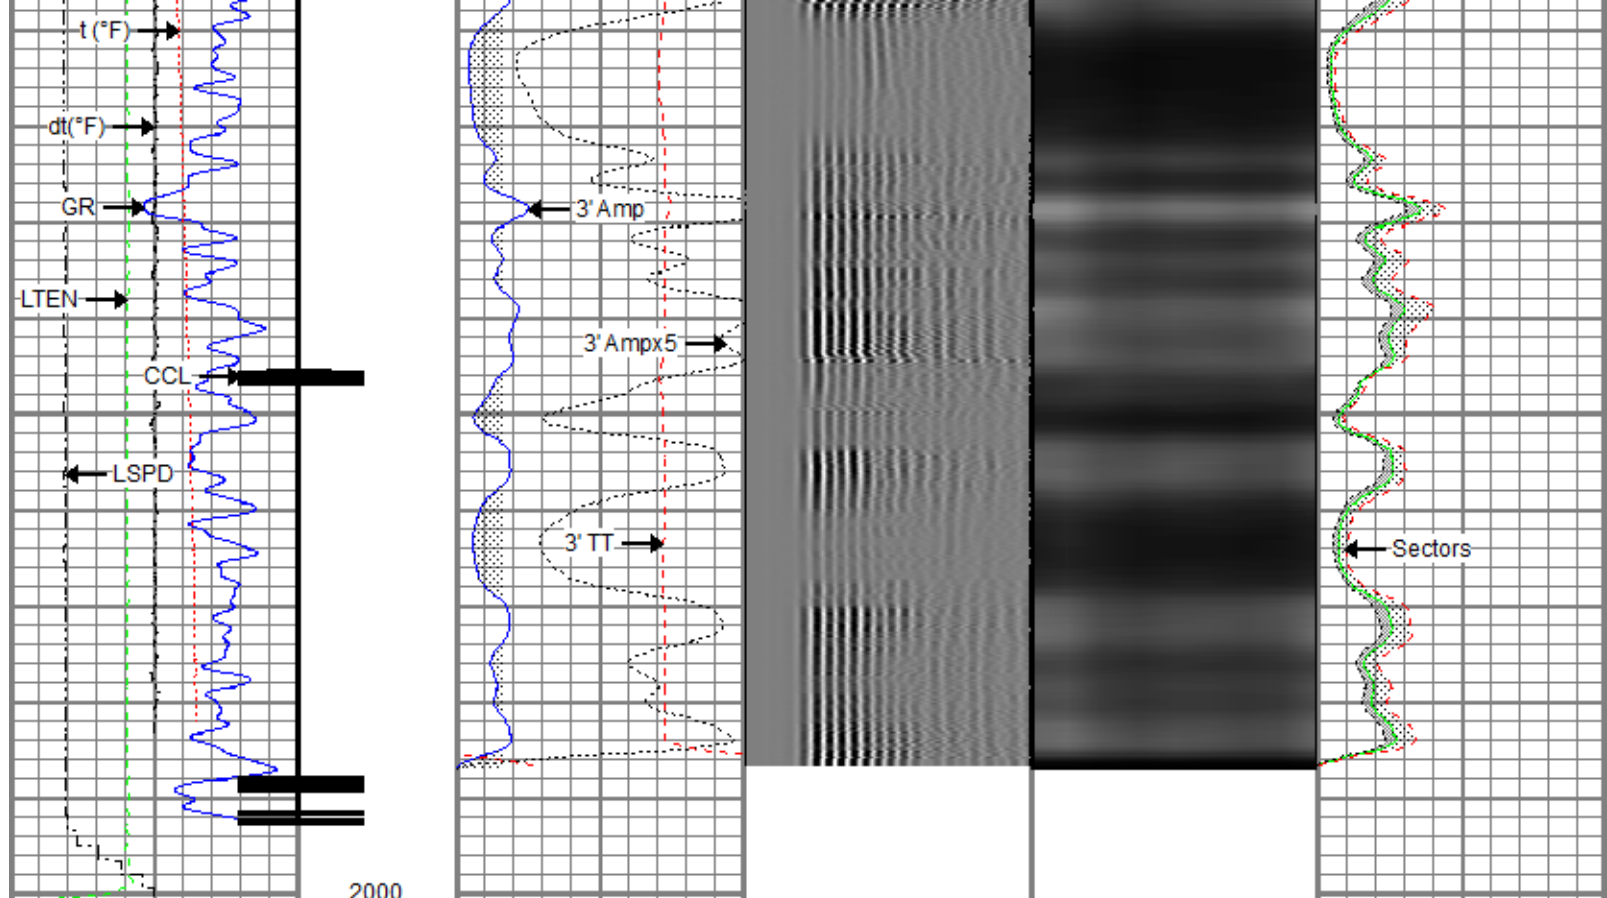 t (°F)
dt(°F)
GR
3' Amp
LTEN
3' Ampx5
CCL
LSPD
3' TT
Sectors
2000